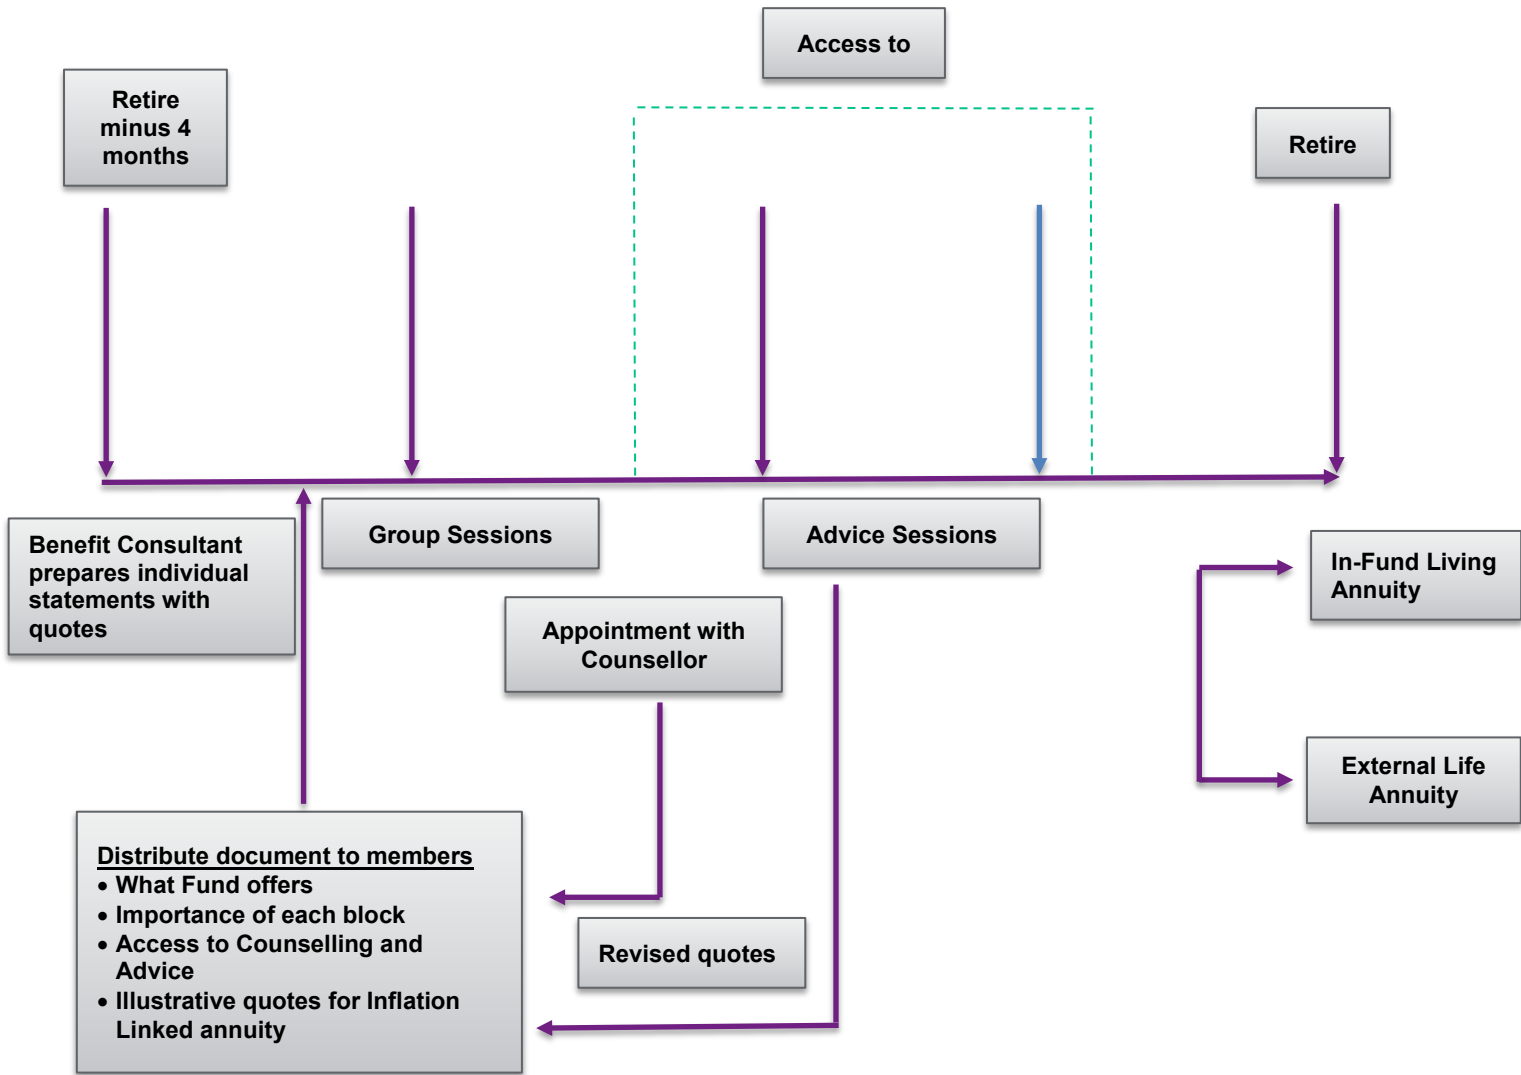 Access to
Retire
minus 4
months
Retire
Benefit Consultant
prepares individual
statements with
quotes
Group Sessions
Advice Sessions
In-Fund Living
Annuity
Appointment with
Counsellor
External Life
Annuity
Distribute document to members
• What Fund offers
• Importance of each block
• Access to Counselling and
Advice
• Illustrative quotes for Inflation
Linked annuity
Revised quotes